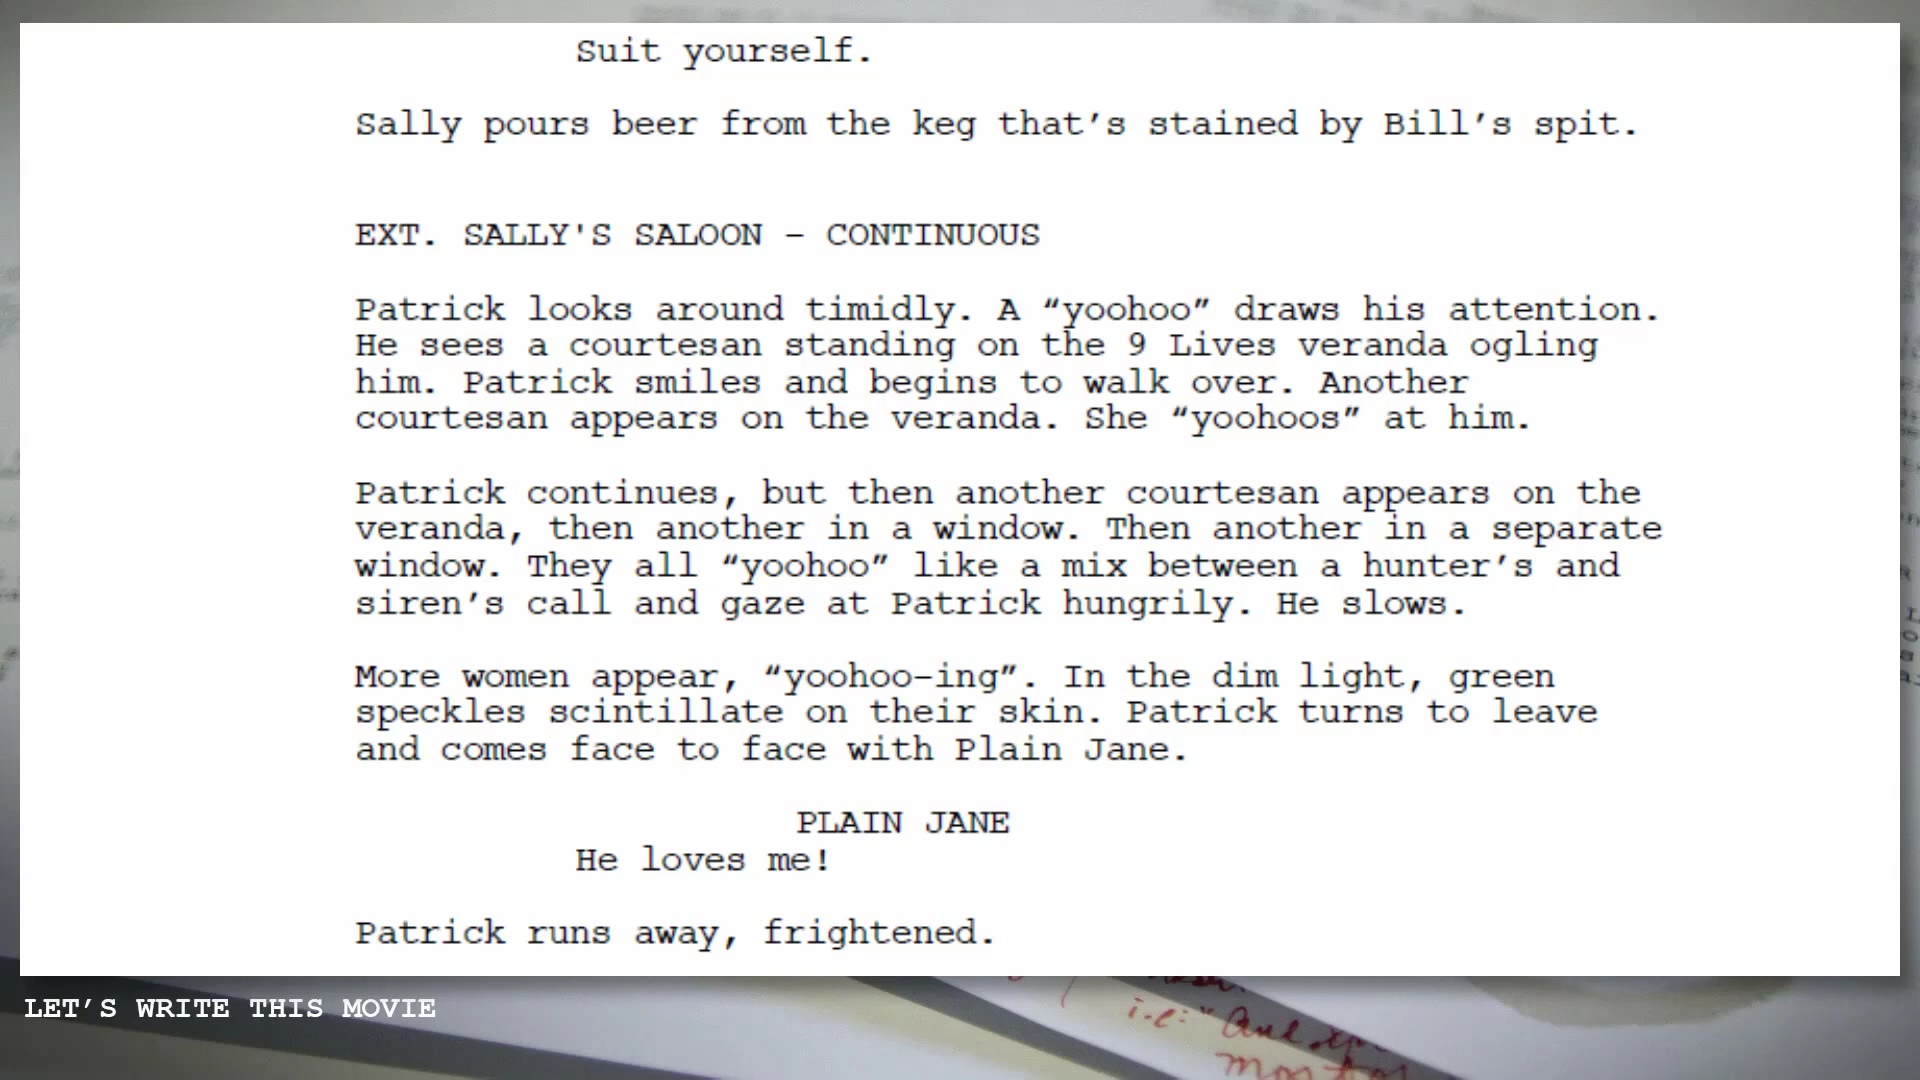 Suit yourself.
Sally pours beer from the keg that’s stained by Bill’s spit.
EXT. SALLY'S SALOON – CONTINUOUS
Patrick looks around timidly. A “yoohoo” draws his attention.
He sees a courtesan standing on the 9 Lives veranda ogling
him. Patrick smiles and begins to walk over. Another
courtesan appears on the veranda. She “yoohoos” at him.
Patrick continues, but then another courtesan appears on the
veranda, then another in a window. Then another in a separate
window. They all “yoohoo” like a mix between a hunter’s and
siren’s call and gaze at Patrick hungrily. He slows.
More women appear, “yoohoo–ing”. In the dim light, green
speckles scintillate on their skin. Patrick turns to leave
and comes face to face with Plain Jane.
PLAIN JANE
He loves me!
Patrick runs away, frightened.
LET’S WRITE THIS MOVIE
i.e: